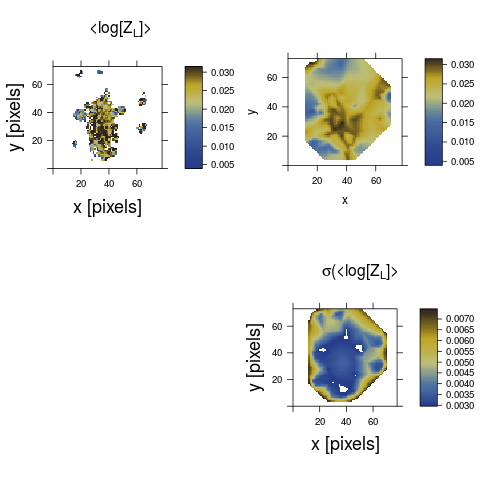 <log[Z_L]>
y [pixels]
60
40
20
20 40 60
x [pixels]
0.030
0.025
0.020
0.015
0.010
0.005
y
60
40
20
20 40 60
x
0.030
0.025
0.020
0.015
0.010
0.005
σ(<log[Z_L]>
y [pixels]
60
40
20
20 40 60
x [pixels]
0.0070
0.0065
0.0060
0.0055
0.0050
0.0045
0.0040
0.0035
0.0030